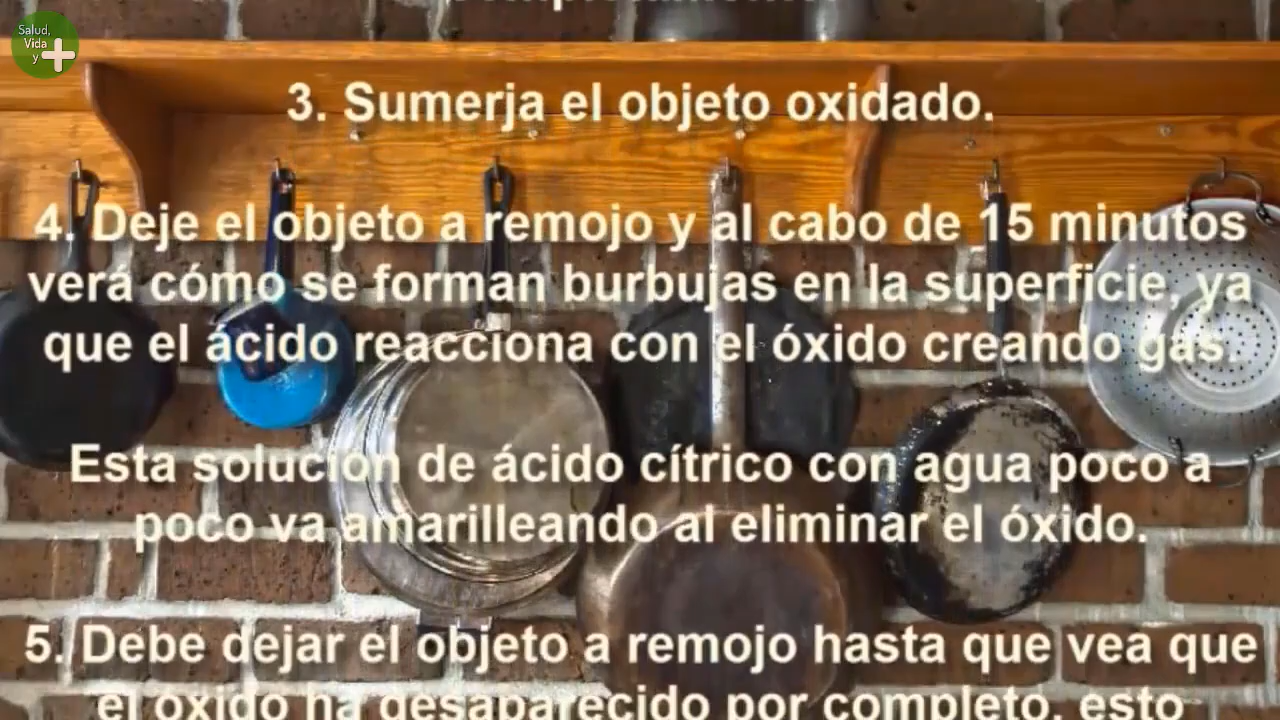 Salud,
Vida
y
3. Sumerja el objeto oxidado.
4. Deje el objeto a remojo y al cabo de 15 minutos
verá cómo se forman burbujas en la superficie, ya
que el ácido reacciona con el óxido creando gas.
Esta solución de ácido cítrico con agua poco a
poco va amarilleando al eliminar el óxido.
5. Debe dejar el objeto a remojo hasta que vea que
el óxido ha desaparecido por completo, esto